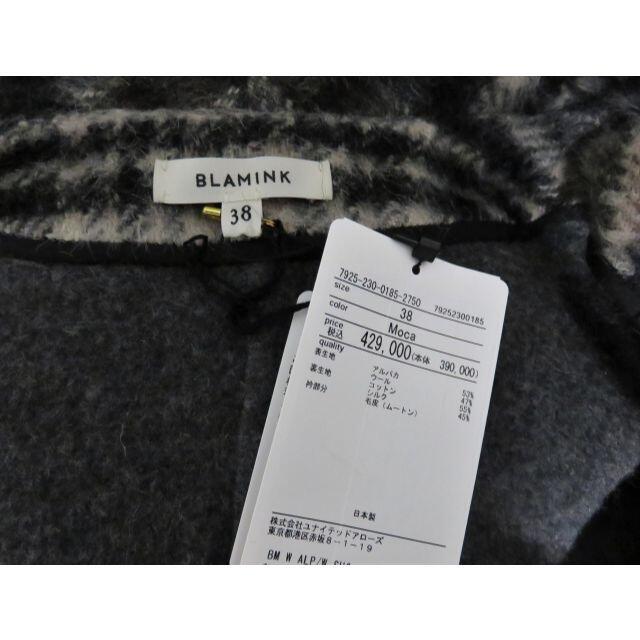 BLAMINK
38
7925-230-0185-2750 79252300185
size 38
color Moca
price
税込 429,000(本体 390,000)
quality
表生地 アルパカ 53%
ウール 47%
裏生地 コットン 55%
シルク 45%
衿部分 毛皮(ムートン)
日本製
株式会社ユナイテッドアローズ
東京都港区赤坂8-1-19
BM W ALP/W